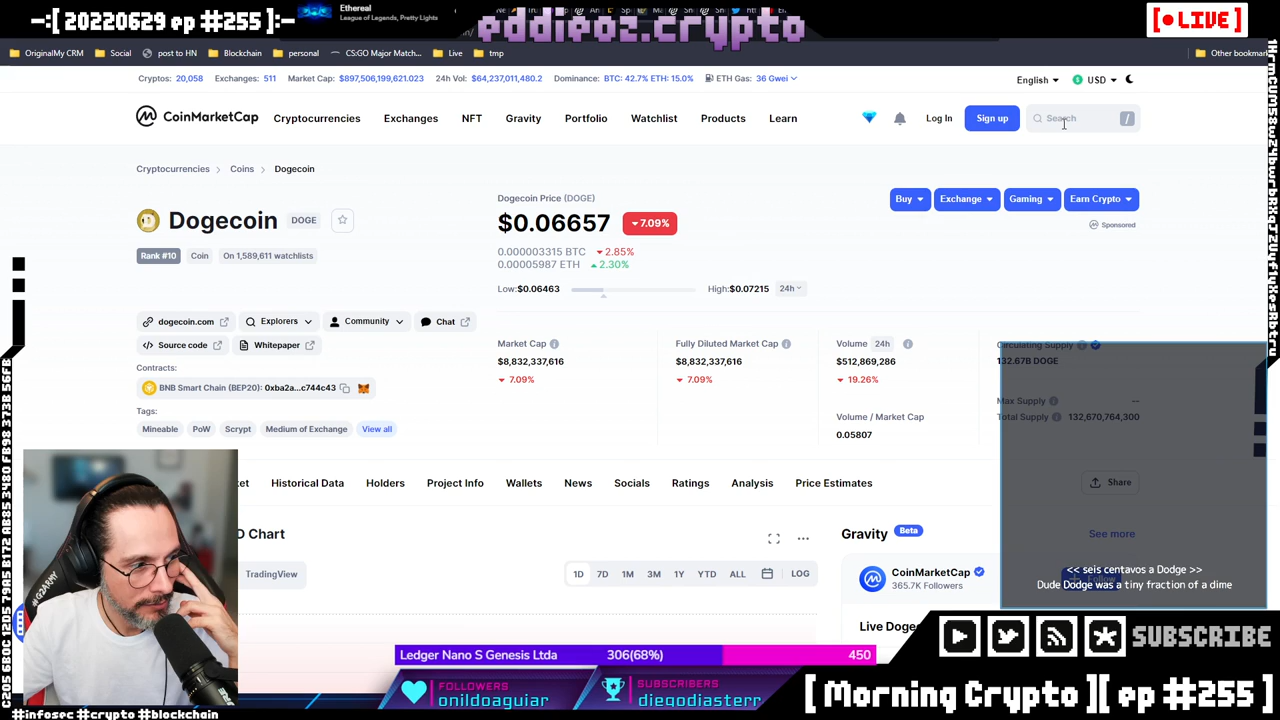 -:[ 20220629 ep #255 ]:-
Ethereal
League of Legends, Pretty Lights
eddieoz.crypto
[ • LIVE ]
OriginalMy CRM
Social
post to HN
Blockchain
personal
CS:GO Major Match...
Live
tmp
Other bookmar
Cryptos: 20,058 Exchanges: 511 Market Cap: $897,506,199,621.023 24h Vol: $64,237,011,480.2 Dominance: BTC: 42.7% ETH: 15.0% ETH Gas: 36 Gwei
English
USD
CoinMarketCap
Cryptocurrencies
Exchanges
NFT
Gravity
Portfolio
Watchlist
Products
Learn
Log In
Sign up
Search
/
Cryptocurrencies
Coins
Dogecoin
Dogecoin DOGE
Rank #10
Coin
On 1,589,611 watchlists
Dogecoin Price (DOGE)
$0.06657
7.09%
0.000003315 BTC 2.85%
0.00005987 ETH 2.30%
Low:$0.06463
High:$0.07215
24h
Buy
Exchange
Gaming
Earn Crypto
Sponsored
dogecoin.com
Explorers
Community
Chat
Source code
Whitepaper
Contracts:
BNB Smart Chain (BEP20): 0xba2a...c744c43
Tags:
Mineable
PoW
Scrypt
Medium of Exchange
View all
Market Cap
$8,832,337,616
7.09%
Fully Diluted Market Cap
$8,832,337,616
7.09%
Volume 24h
$512,869,286
19.26%
Volume / Market Cap
0.05807
Circulating Supply
132.67B DOGE
Max Supply --
Total Supply 132,670,764,300
Share
See more
ket
Historical Data
Holders
Project Info
Wallets
News
Socials
Ratings
Analysis
Price Estimates
D Chart
TradingView
1D
7D
1M
3M
1Y
YTD
ALL
LOG
Gravity Beta
CoinMarketCap
365.7K Followers
Follow
Live Doge
<< seis centavos a Dodge >>
Dude Dodge was a tiny fraction of a dime
#G2ARMY
Ledger Nano S Genesis Ltda 306(68%) 450
FOLLOWERS
onildoaguiar
SUBSCRIBERS
diegodiasterr
SUBSCRIBE
[ Morning Crypto ][ ep #255 ]
#infosec #crypto #blockchain